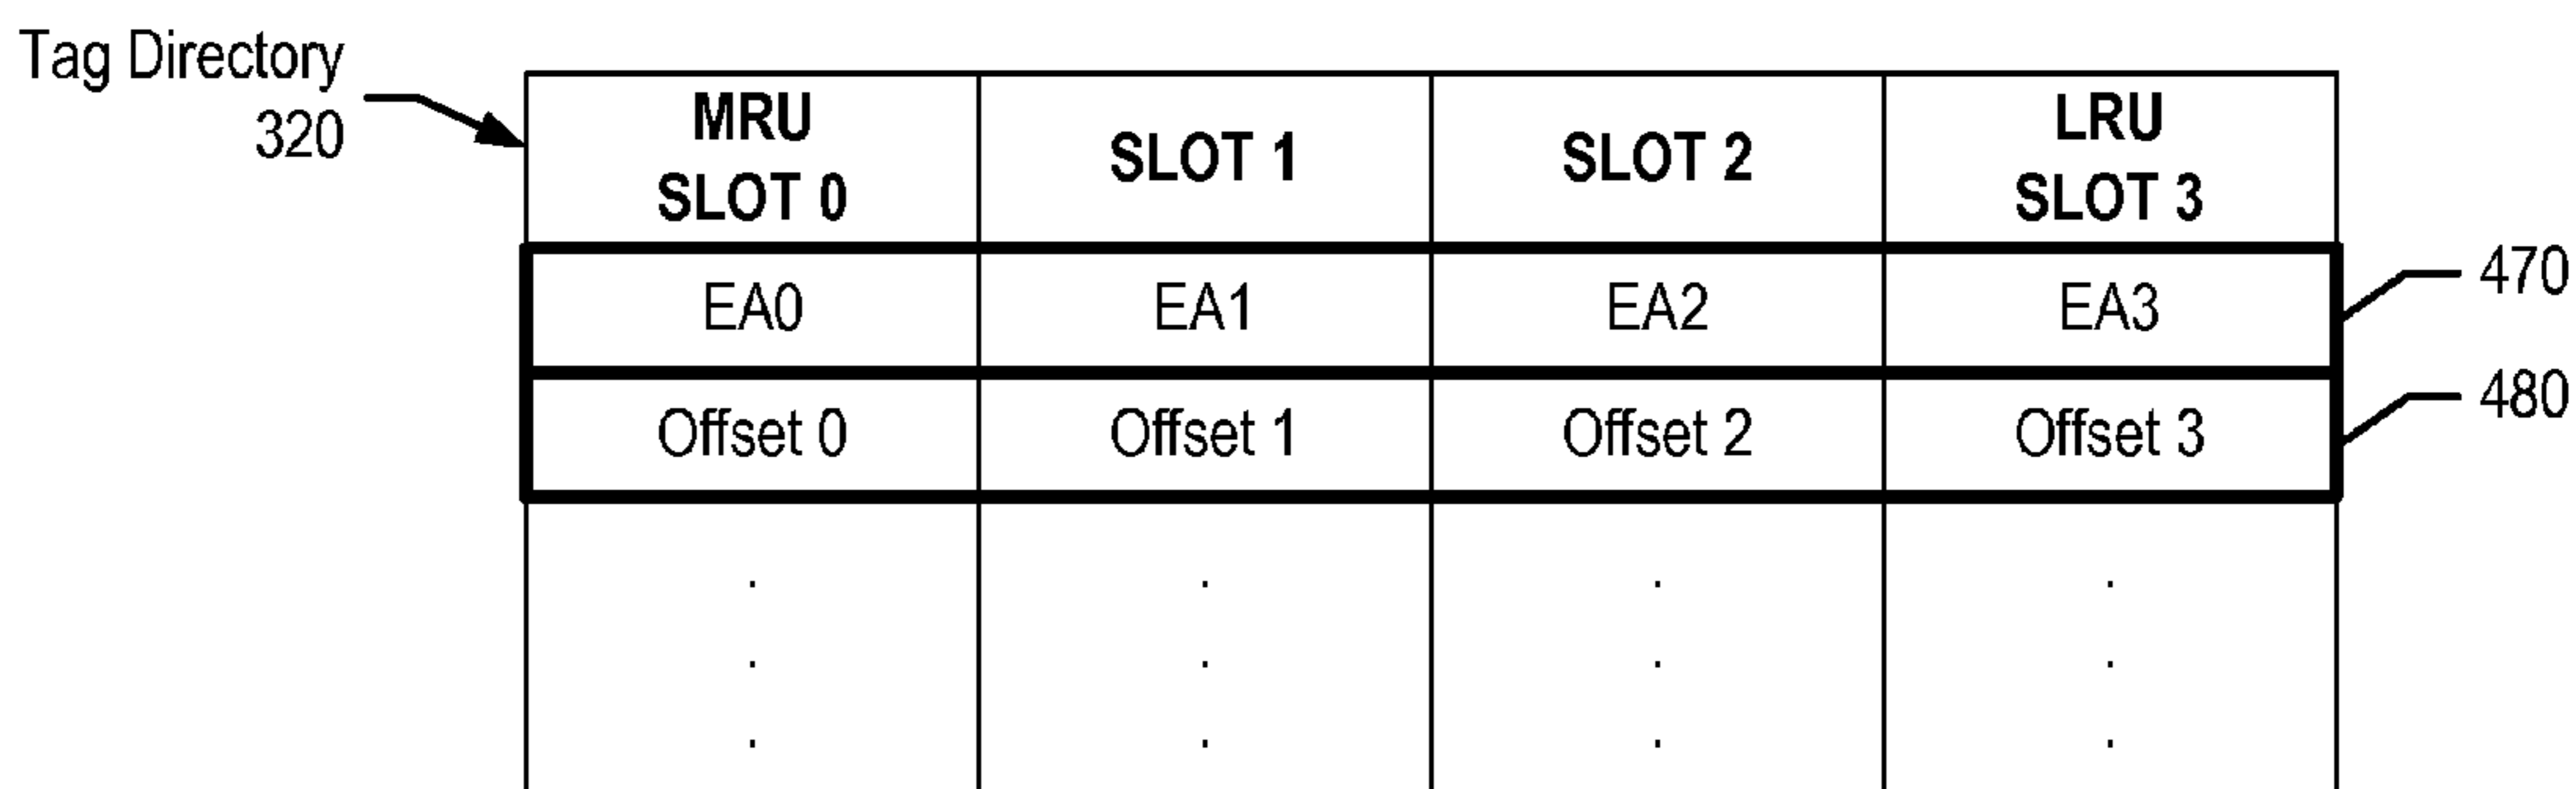 Tag Directory
320
MRU
SLOT 0
SLOT 1
SLOT 2
LRU
SLOT 3
EA0 EA1 EA2 EA3
470
Offset 0 Offset 1 Offset 2 Offset 3
480
. . . .
. . . .
. . . .